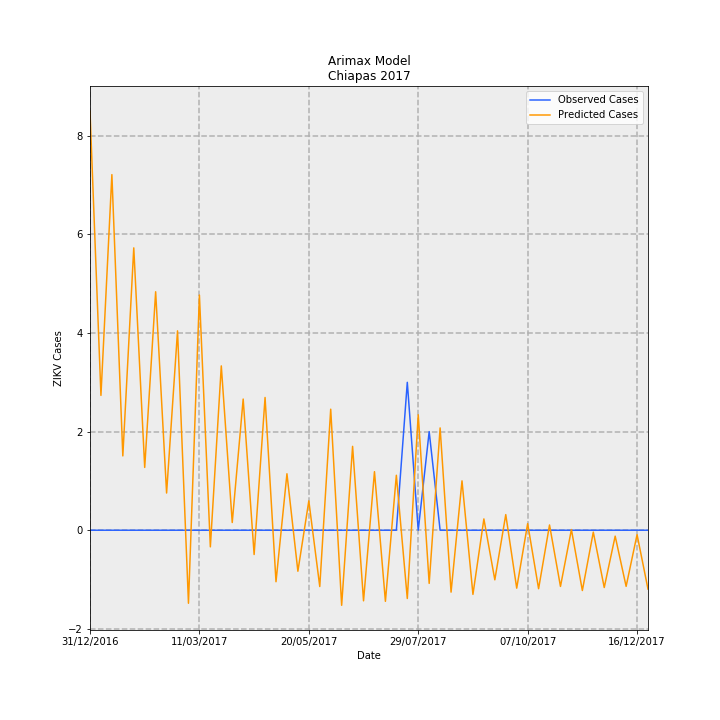 Arimax Model
Chiapas 2017
Observed Cases
Predicted Cases
ZIKV Cases
8
6
4
2
0
−2
31/12/2016
11/03/2017
20/05/2017
29/07/2017
07/10/2017
16/12/2017
Date